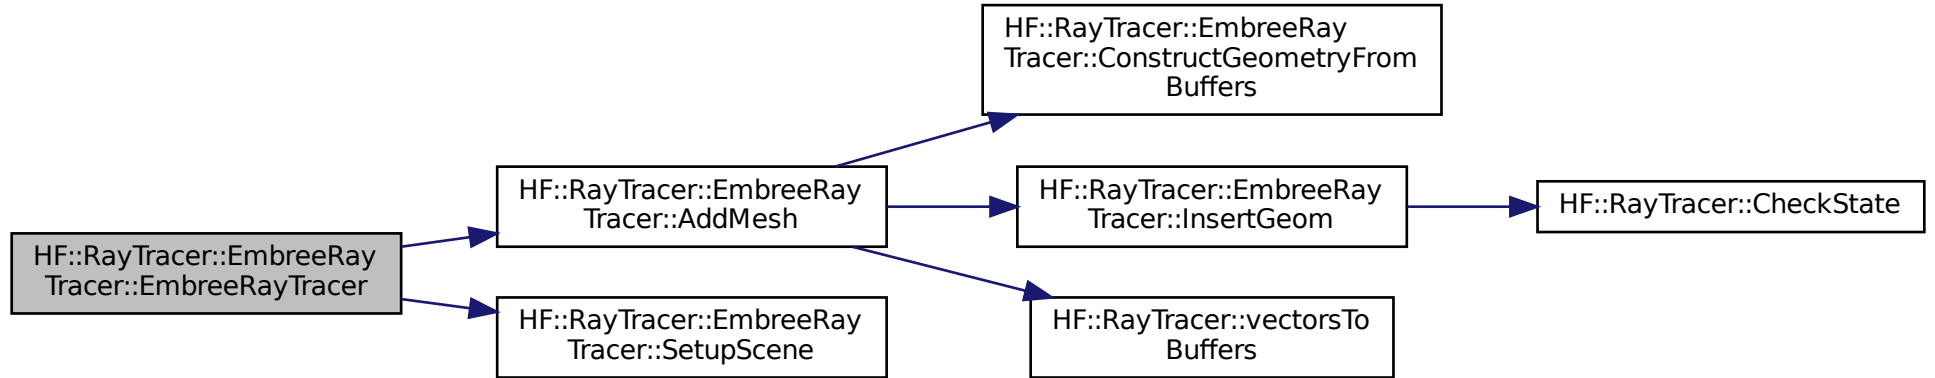 HF::RayTracer::EmbreeRay
Tracer::EmbreeRayTracer
HF::RayTracer::EmbreeRay
Tracer::AddMesh
HF::RayTracer::EmbreeRay
Tracer::SetupScene
HF::RayTracer::EmbreeRay
Tracer::ConstructGeometryFrom
Buffers
HF::RayTracer::EmbreeRay
Tracer::InsertGeom
HF::RayTracer::vectorsTo
Buffers
HF::RayTracer::CheckState